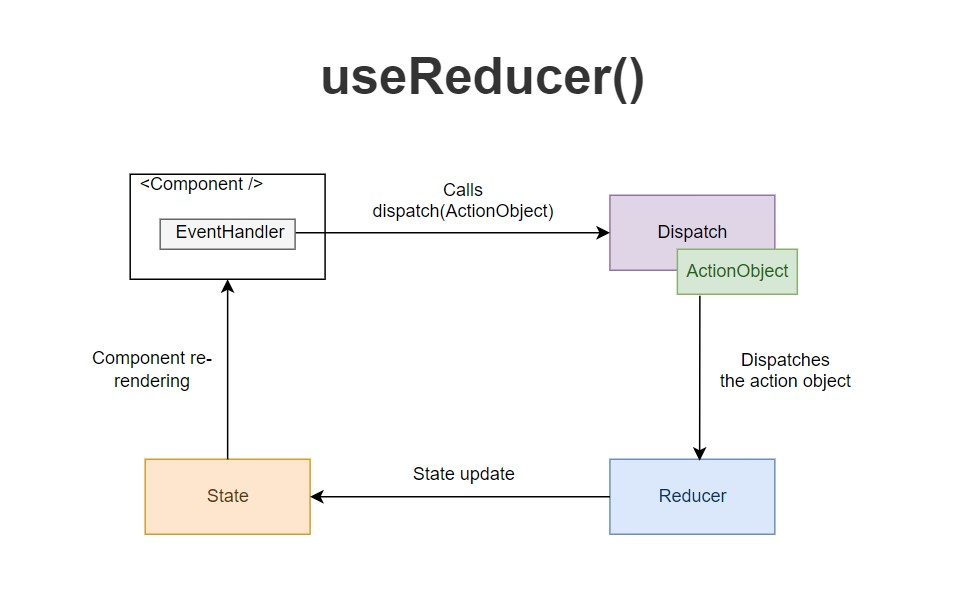 useReducer()
<Component />
EventHandler
Calls
dispatch(ActionObject)
Dispatch
ActionObject
Dispatches
the action object
Component re-
rendering
State update
State
Reducer